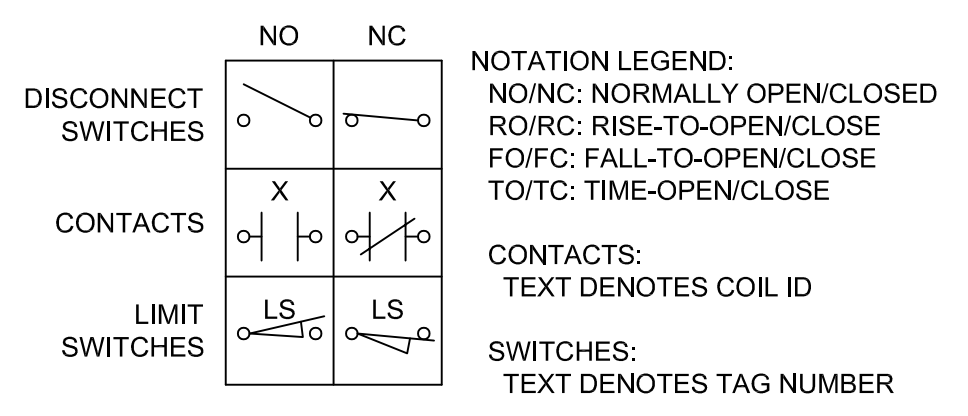 NO NC
NOTATION LEGEND:
NO/NC: NORMALLY OPEN/CLOSED
RO/RC: RISE-TO-OPEN/CLOSE
FO/FC: FALL-TO-OPEN/CLOSE
TO/TC: TIME-OPEN/CLOSE
DISCONNECT
SWITCHES
CONTACTS
X X
LIMIT
SWITCHES
LS LS
CONTACTS:
TEXT DENOTES COIL ID
SWITCHES:
TEXT DENOTES TAG NUMBER